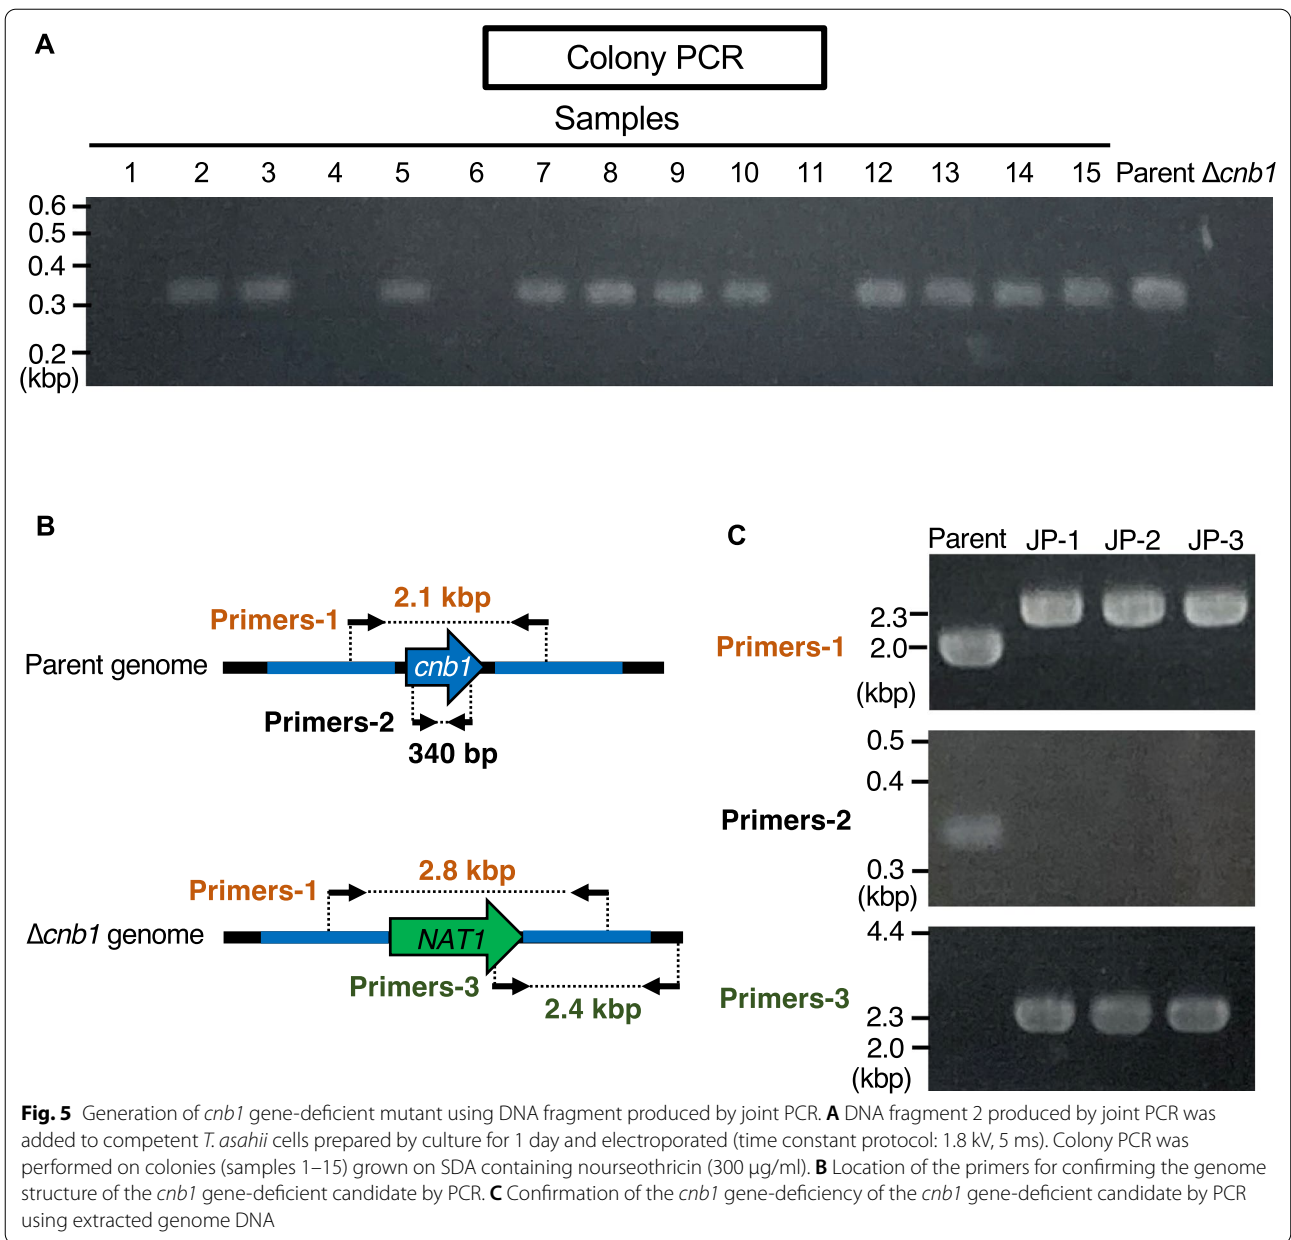 A
Colony PCR
Samples
1 2 3 4 5 6 7 8 9 10 11 12 13 14 15 Parent Δcnb1
0.6
0.5
0.4
0.3
0.2
(kbp)
B
2.1 kbp
Primers-1
Parent genome
cnb1
Primers-2
340 bp
2.8 kbp
Primers-1
Δcnb1 genome
NAT1
Primers-3
2.4 kbp
C
Parent JP-1 JP-2 JP-3
2.3
Primers-1
2.0
(kbp)
0.5
0.4
Primers-2
0.3
(kbp)
4.4
Primers-3
2.3
2.0
(kbp)
Fig. 5 Generation of cnb1 gene-deficient mutant using DNA fragment produced by joint PCR. A DNA fragment 2 produced by joint PCR was
added to competent T. asahii cells prepared by culture for 1 day and electroporated (time constant protocol: 1.8 kV, 5 ms). Colony PCR was
performed on colonies (samples 1–15) grown on SDA containing nourseothricin (300 µg/ml). B Location of the primers for confirming the genome
structure of the cnb1 gene-deficient candidate by PCR. C Confirmation of the cnb1 gene-deficiency of the cnb1 gene-deficient candidate by PCR
using extracted genome DNA